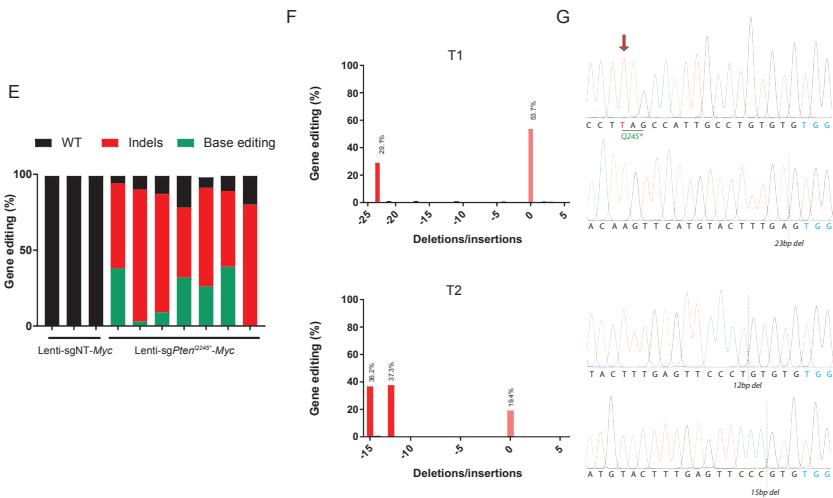 E
WT Indels Base editing
Gene editing (%)
100
50
0
Lenti-sgNT-Myc Lenti-sgPten^Q245*-Myc
F
T1
Gene editing (%)
100
80
60
40
20
0
29.1%
53.7%
-25 -20 -15 -10 -5 0 5
Deletions/insertions
T2
Gene editing (%)
100
80
60
40
20
0
36.2%
37.3%
19.4%
-15 -10 -5 0 5
Deletions/insertions
G
C C T T A G C C A T T G C C T G T G T G T G G
Q245*
A C A A G T T C A T G T A C T T T G A G T G G
23bp del
T A C T T T G A G T T C C C T G T G T G T G G
12bp del
A T G T A C T T T G A G T T C C C G T G T G G
15bp del